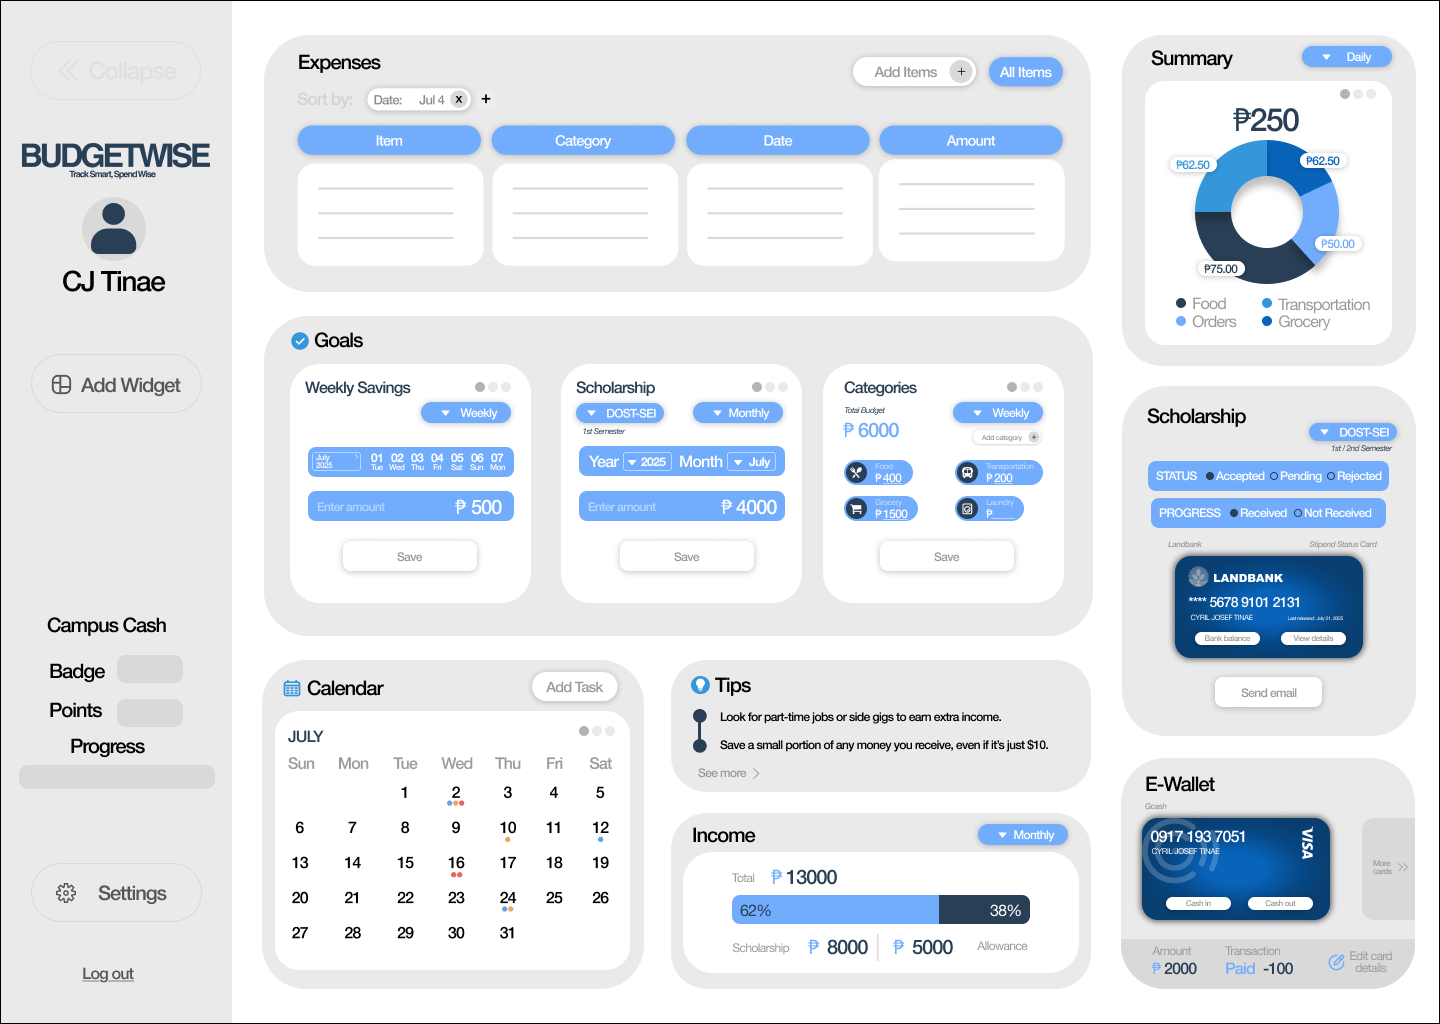 Collapse
BUDGETWISE
Track Smart, Spend Wise
CJ Tinae
Add Widget
Campus Cash
Badge
Points
Progress
Settings
Log out
Expenses
Add Items +
All Items
Sort by:
Date: Jul 4 x +
Item Category Date Amount
Goals
Weekly Savings
Weekly
July
2025
01 02 03 04 05 06 07
Tue Wed Thu Fri Sat Sun Mon
Enter amount ₱ 500
Save
Scholarship
DOST-SEI
Monthly
1st Semester
Year 2025 Month July
Enter amount ₱ 4000
Save
Categories
Total Budget
₱ 6000
Weekly
Add category +
Food
₱ 400
Transportation
₱ 200
Grocery
₱ 1500
Laundry
₱
Save
Calendar
Add Task
JULY
Sun Mon Tue Wed Thu Fri Sat
1 2 3 4 5
6 7 8 9 10 11 12
13 14 15 16 17 18 19
20 21 22 23 24 25 26
27 28 29 30 31
Tips
Look for part-time jobs or side gigs to earn extra income.
Save a small portion of any money you receive, even if it's just $10.
See more
Income
Monthly
Total ₱ 13000
62% 38%
Scholarship ₱ 8000 ₱ 5000 Allowance
Summary
Daily
₱250
₱62.50
₱62.50
₱50.00
₱75.00
Food Transportation
Orders Grocery
Scholarship
DOST-SEI
1st / 2nd Semester
STATUS Accepted Pending Rejected
PROGRESS Received Not Received
Landbank Stipend Status Card
LANDBANK
**** 5678 9101 2131
CYRIL JOSEF TINAE
Last released: July 01, 2025
Bank balance View details
Send email
E-Wallet
Gcash
0917 193 7051
CYRIL JOSEF TINAE
VISA
Cash in Cash out
More
cards
Amount
₱ 2000
Transaction
Paid -100
Edit card
details